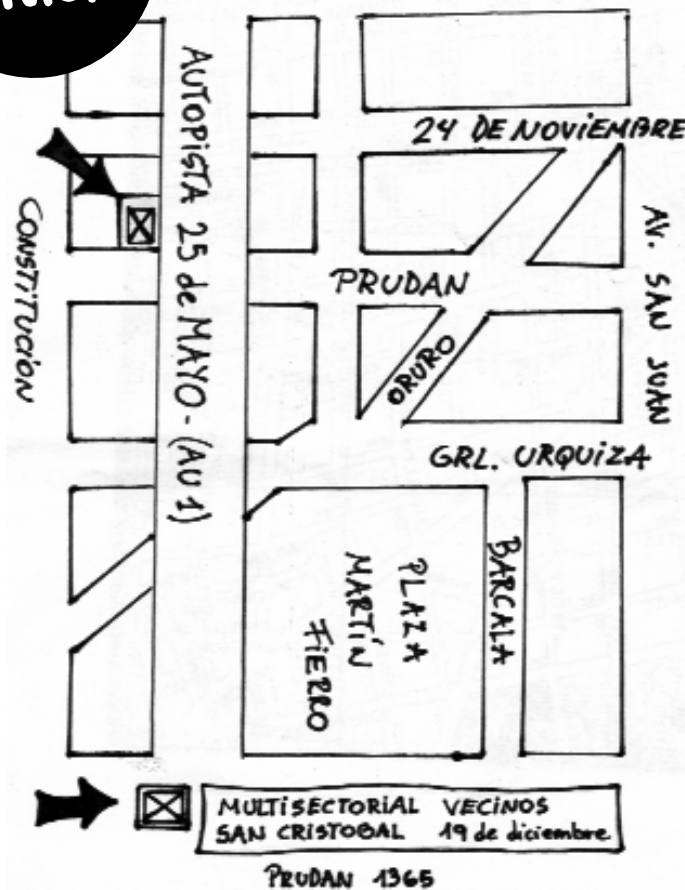 24 DE NOVIEMBRE
AUTOPISTA 25 de MAYO - (AU 1)
CONSTITUCIÓN
AV. SAN JUAN
PRUDAN
ORURO
GRL. URQUIZA
BARCALA
PLAZA
MARTÍN
FIERRO
MULTISECTORIAL VECINOS
SAN CRISTOBAL 19 de diciembre
PRUDAN 1365